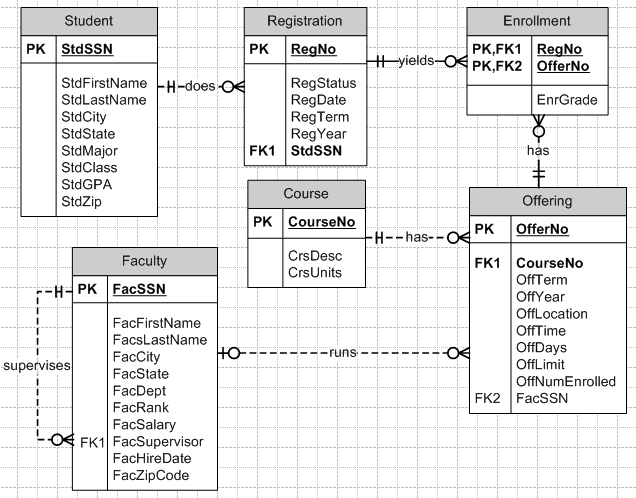 Student
PK StdSSN
StdFirstName
StdLastName
StdCity
StdState
StdMajor
StdClass
StdGPA
StdZip
does
Registration
PK RegNo
RegStatus
RegDate
RegTerm
RegYear
FK1 StdSSN
yields
Enrollment
PK,FK1 RegNo
PK,FK2 OfferNo
EnrGrade
has
Course
PK CourseNo
CrsDesc
CrsUnits
has
Offering
PK OfferNo
FK1 CourseNo
OffTerm
OffYear
OffLocation
OffTime
OffDays
OffLimit
OffNumEnrolled
FK2 FacSSN
Faculty
PK FacSSN
FacFirstName
FacsLastName
FacCity
FacState
FacDept
FacRank
FacSalary
FK1 FacSupervisor
FacHireDate
FacZipCode
supervises
runs